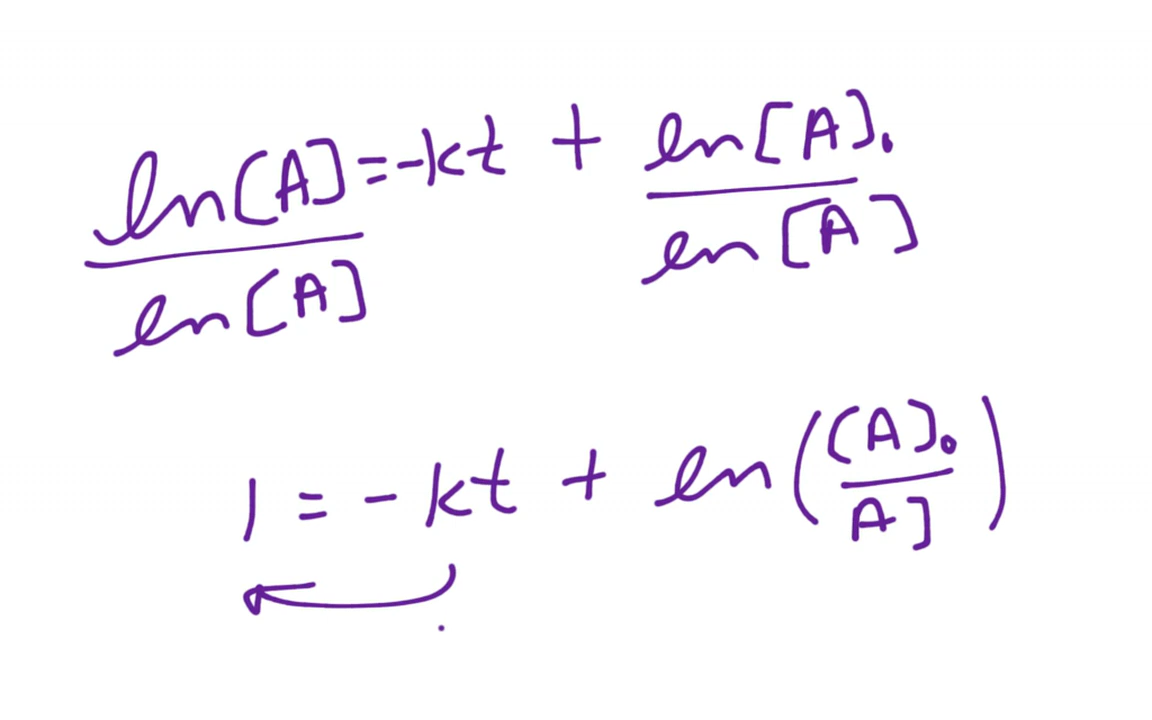 ln[A] = -kt + ln[A]₀
ln[A] ln[A]
1 = -kt + ln([A]₀
A])